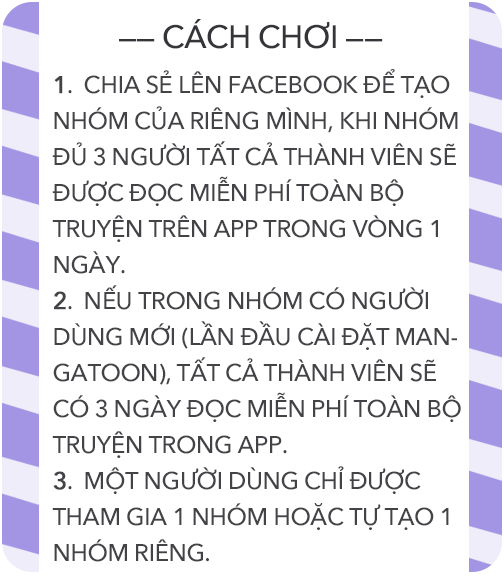 —— CÁCH CHƠI ——
1. CHIA SẺ LÊN FACEBOOK ĐỂ TẠO
NHÓM CỦA RIÊNG MÌNH, KHI NHÓM
ĐỦ 3 NGƯỜI TẤT CẢ THÀNH VIÊN SẼ
ĐƯỢC ĐỌC MIỄN PHÍ TOÀN BỘ
TRUYỆN TRÊN APP TRONG VÒNG 1
NGÀY.
2. NẾU TRONG NHÓM CÓ NGƯỜI
DÙNG MỚI (LẦN ĐẦU CÀI ĐẶT MAN-
GATOON), TẤT CẢ THÀNH VIÊN SẼ
CÓ 3 NGÀY ĐỌC MIỄN PHÍ TOÀN BỘ
TRUYỆN TRONG APP.
3. MỘT NGƯỜI DÙNG CHỈ ĐƯỢC
THAM GIA 1 NHÓM HOẶC TỰ TẠO 1
NHÓM RIÊNG.